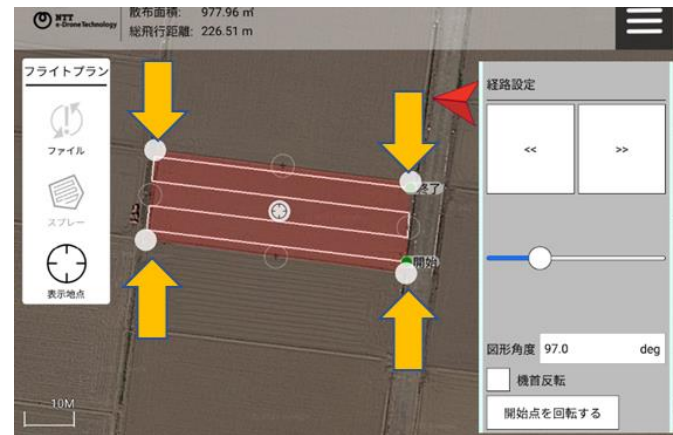 NTT
e-Drone Technology
散布面積: 977.96 ㎡
総飛行距離: 226.51 m
フライトプラン
ファイル
スプレー
表示地点
終了
開始
10M
経路設定
<<
>>
図形角度 97.0 deg
機首反転
開始点を回転する